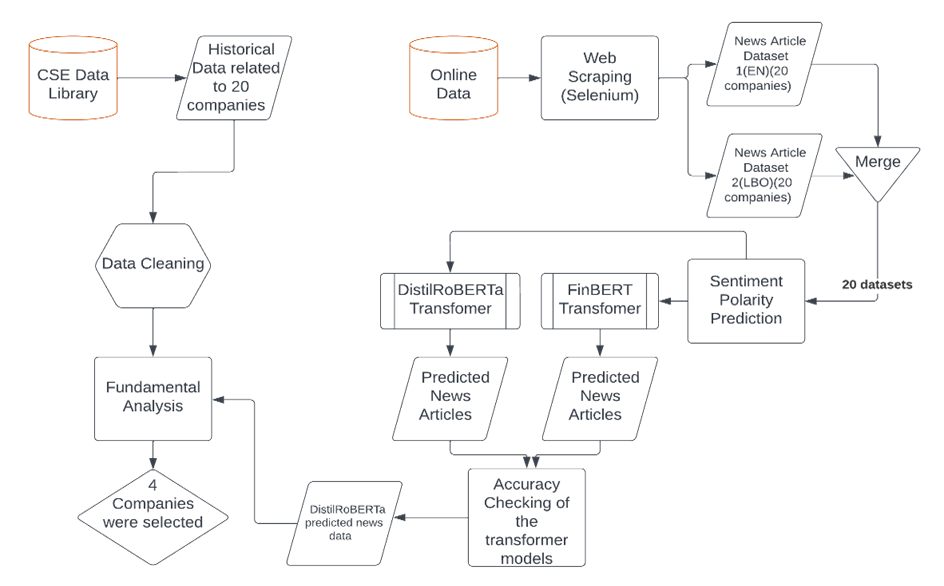 CSE Data
Library
Historical
Data related
to 20
companies
Online
Data
Web
Scraping
(Selenium)
News Article
Dataset
1(EN)(20
companies)
News Article
Dataset
2(LBO)(20
companies)
Merge
20 datasets
Sentiment
Polarity
Prediction
FinBERT
Transfomer
DistilRoBERTa
Transfomer
Predicted
News
Articles
Predicted
News
Articles
Accuracy
Checking of
the
transformer
models
DistilRoBERTa
predicted news
data
Data Cleaning
Fundamental
Analysis
4
Companies
were selected